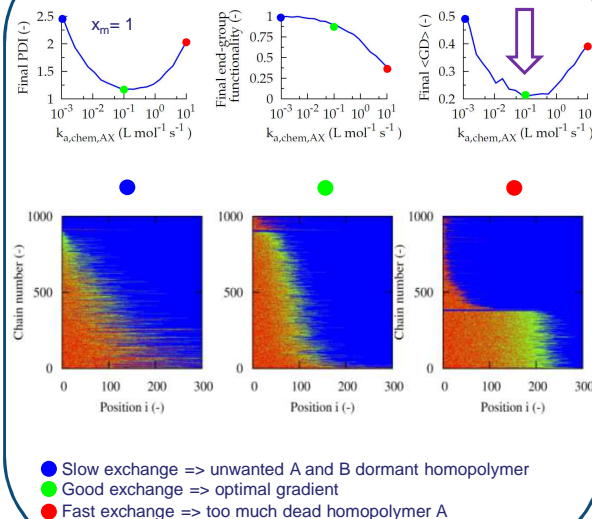 x_m= 1
Final PDI (-)
2.5
2
1.5
1
10^-3 10^-2 10^-1 10^0 10^1
k_a,chem,AX (L mol^-1 s^-1)
Final end-group functionality (-)
1
0.75
0.5
0.25
0
10^-3 10^-2 10^-1 10^0 10^1
k_a,chem,AX (L mol^-1 s^-1)
Final <GD> (-)
0.5
0.4
0.3
0.2
10^-3 10^-2 10^-1 10^0 10^1
k_a,chem,AX (L mol^-1 s^-1)
Chain number (-)
1000
500
0
0 100 200 300
Position i (-)
1000
500
0
0 100 200 300
Position i (-)
Chain number (-)
1000
500
0
0 100 200 300
Position i (-)
Slow exchange => unwanted A and B dormant homopolymer
Good exchange => optimal gradient
Fast exchange => too much dead homopolymer A